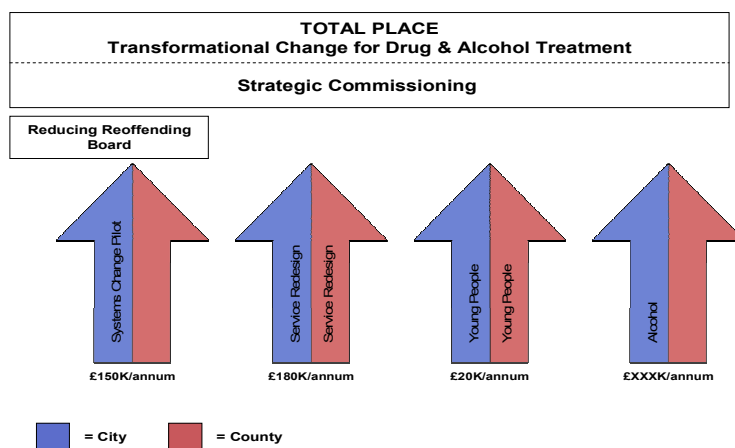 TOTAL PLACE
Transformational Change for Drug & Alcohol Treatment
Strategic Commissioning
Reducing Reoffending
Board
Systems Change Pilot
Service Redesign
Service Redesign
Young People
Young People
Alcohol
£150K/annum
£180K/annum
£20K/annum
£XXXK/annum
= City
= County